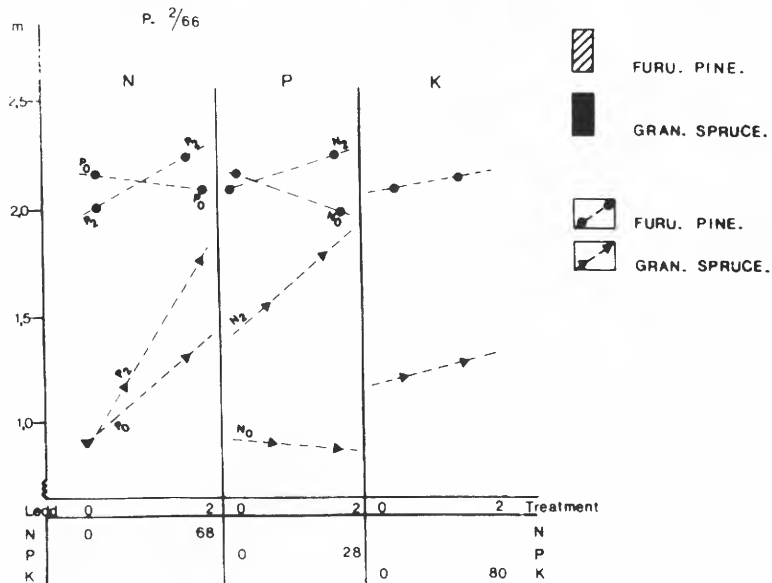 P- 2/66
m
N P K
2,5
2,0
1,5
1,0
P0
P2
P2
P0
P2
P0
N2
N0
N2
N0
FURU. PINE.
GRAN. SPRUCE.
FURU. PINE.
GRAN. SPRUCE.
Ledd 0 2 0 2 0 2 Treatment
N 0 68 N
P 0 28 P
K 0 80 K